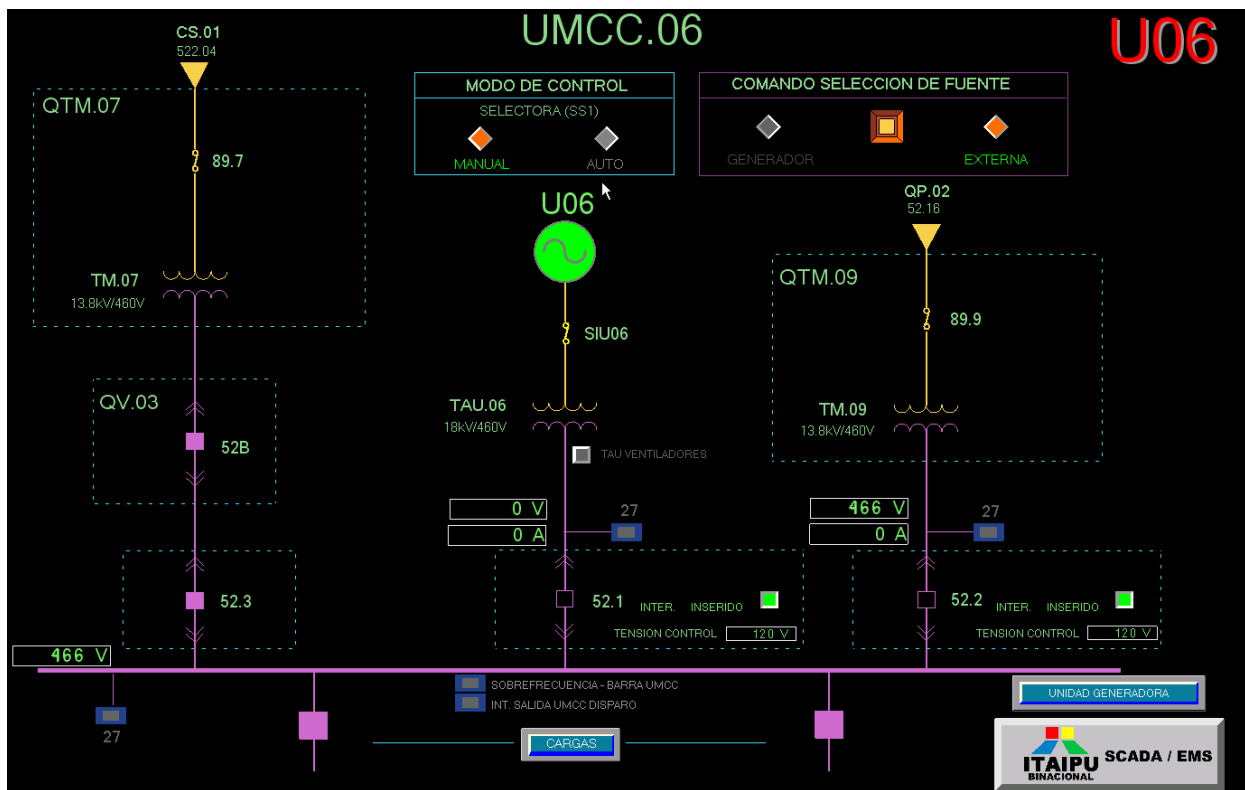 UMCC.06
U06
CS.01
522.04
MODO DE CONTROL
SELECTORA (SS1)
MANUAL
AUTO
COMANDO SELECCION DE FUENTE
GENERADOR
EXTERNA
QTM.07
89.7
TM.07
13.8kV/460V
U06
SIU06
TAU.06
18kV/460V
TAU VENTILADORES
QP.02
52.16
QTM.09
89.9
TM.09
13.8kV/460V
QV.03
52B
0 V
0 A
27
466 V
0 A
27
52.3
52.1
INTER. INSERIDO
TENSION CONTROL
120 V
52.2
INTER. INSERIDO
TENSION CONTROL
120 V
466 V
27
SOBREFRECUENCIA - BARRA UMCC
INT. SALIDA UMCC DISPARO
CARGAS
UNIDAD GENERADORA
ITAIPU
BINACIONAL
SCADA / EMS